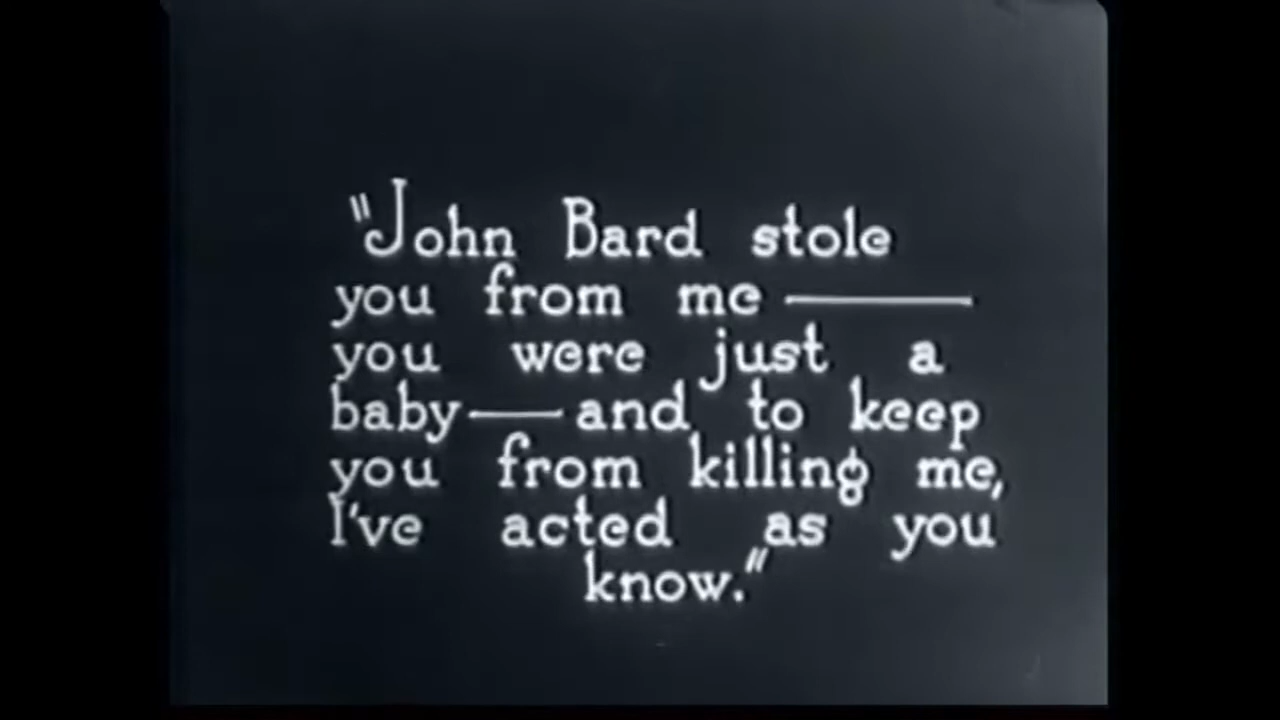 "John Bard stole
you from me ——
you were just a
baby — and to keep
you from killing me,
I've acted as you
know."